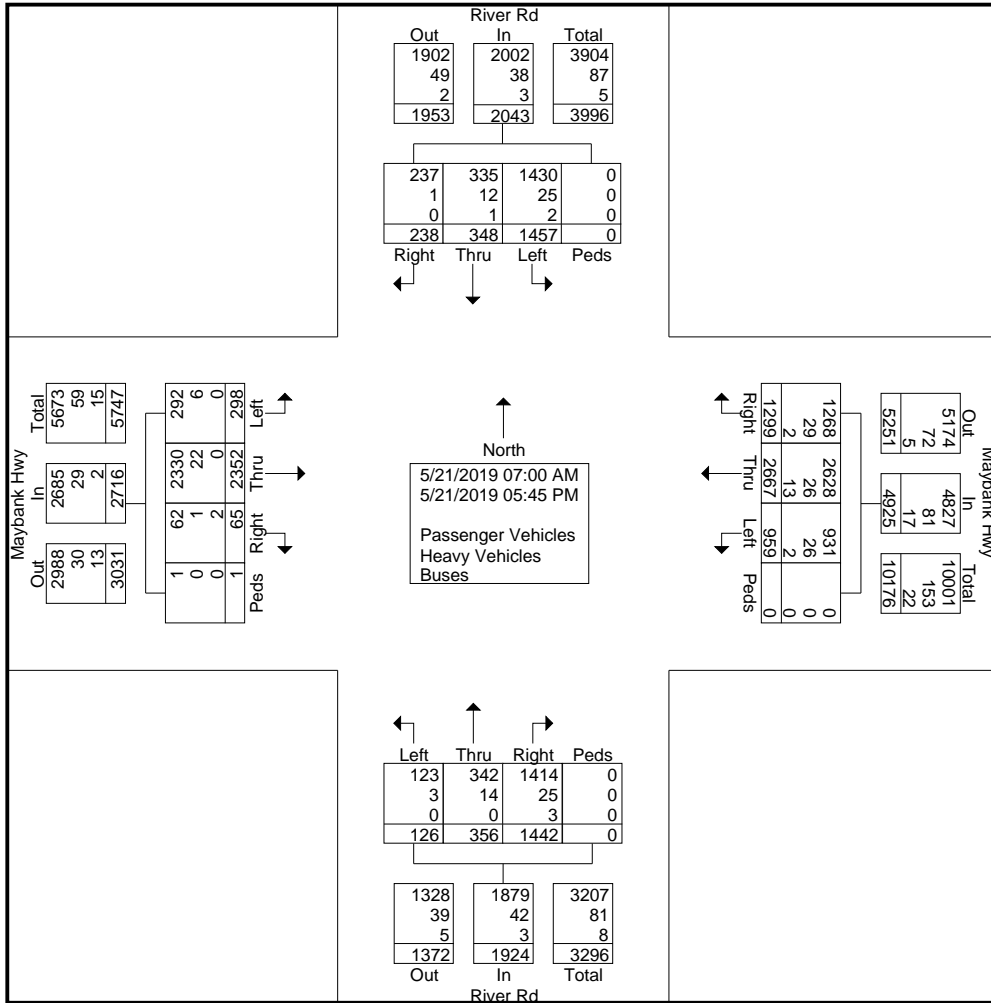 River Rd
Out In Total
1902 2002 3904
49 38 87
2 3 5
1953 2043 3996
237 335 1430 0
1 12 25 0
0 1 2 0
238 348 1457 0
Right Thru Left Peds
Maybank Hwy
Total In Out
5673 2685 2988
59 29 30
15 2 13
5747 2716 3031
292 2330 62 1
6 22 1 0
0 0 2 0
298 2352 65 1
Left Thru Right Peds
North
5/21/2019 07:00 AM
5/21/2019 05:45 PM
Passenger Vehicles
Heavy Vehicles
Buses
Right Thru Left Peds
1268 2628 931 0
29 26 26 0
2 13 2 0
1299 2667 959 0
Maybank Hwy
Out In Total
5174 4827 10001
72 81 153
5 17 22
5251 4925 10176
Left Thru Right Peds
123 342 1414 0
3 14 25 0
0 0 3 0
126 356 1442 0
1328 1879 3207
39 42 81
5 3 8
1372 1924 3296
Out In Total
River Rd